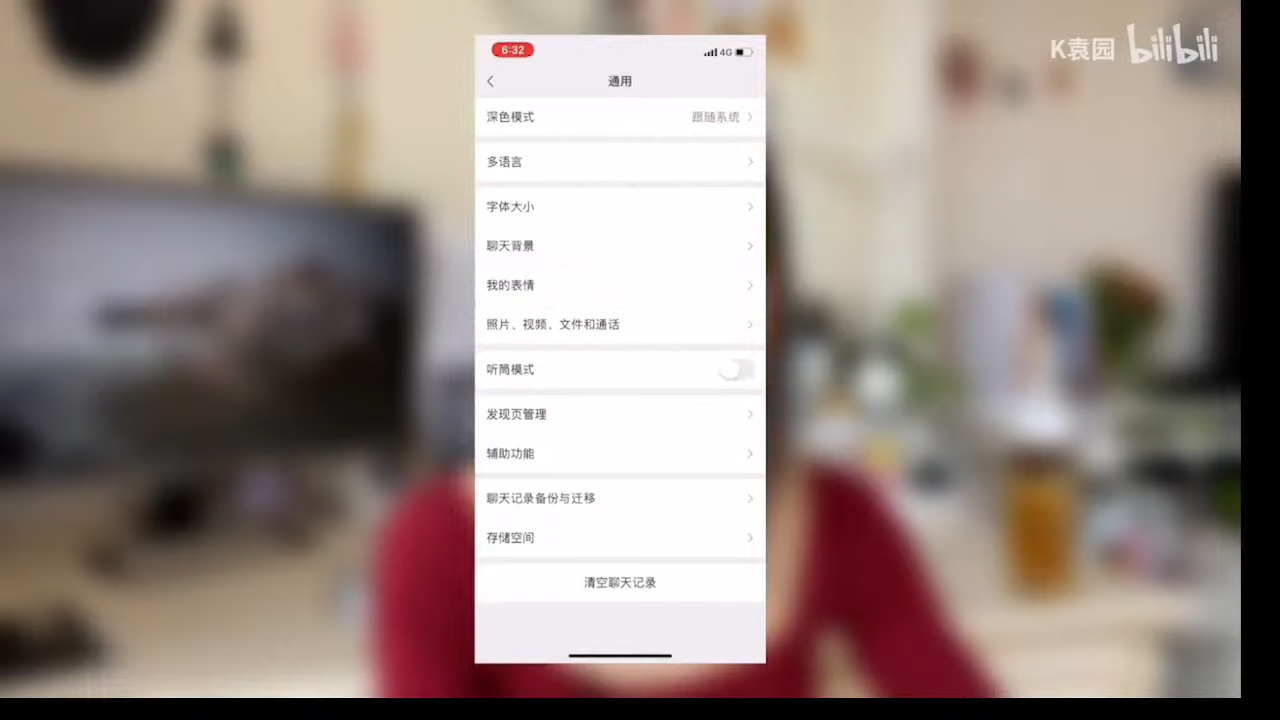 K袁园 bilibili
6:32 4G
通用
深色模式 跟随系统
多语言
字体大小
聊天背景
我的表情
照片、视频、文件和通话
听筒模式
发现页管理
辅助功能
聊天记录备份与迁移
存储空间
清空聊天记录